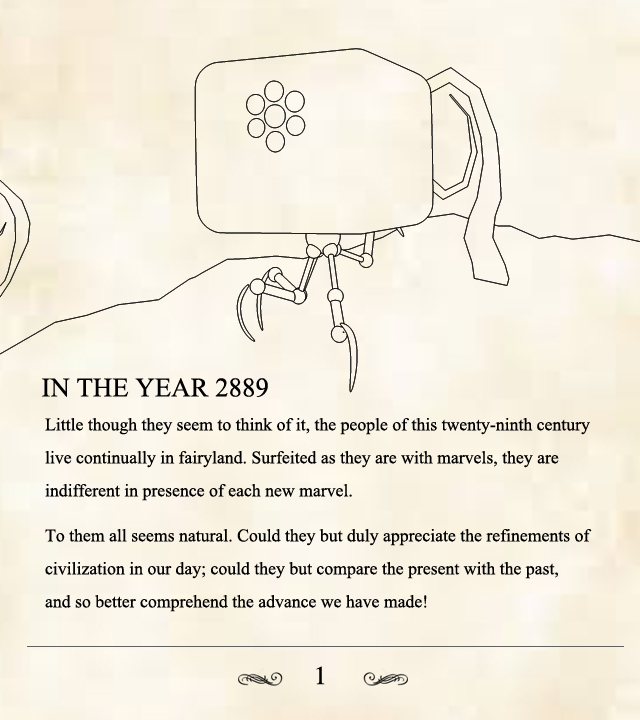 IN THE YEAR 2889
Little though they seem to think of it, the people of this twenty-ninth century
live continually in fairyland. Surfeited as they are with marvels, they are
indifferent in presence of each new marvel.
To them all seems natural. Could they but duly appreciate the refinements of
civilization in our day; could they but compare the present with the past,
and so better comprehend the advance we have made!
1